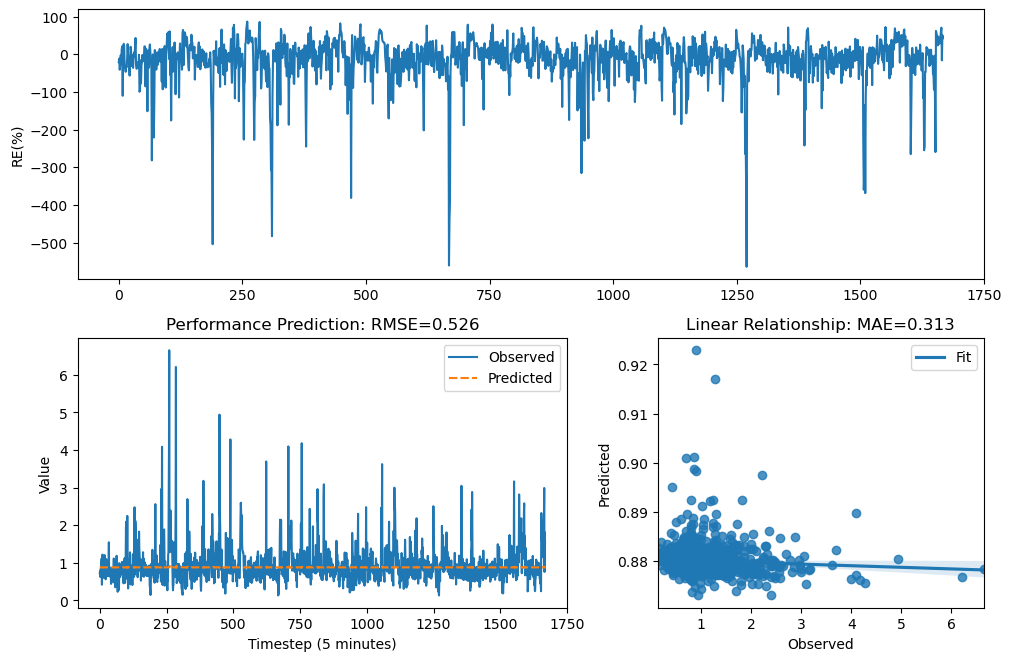 100
0
−100
−200
−300
−400
−500
RE(%)
0 250 500 750 1000 1250 1500 1750
Performance Prediction: RMSE=0.526
Observed
Predicted
6
5
4
3
2
1
0
Value
0 250 500 750 1000 1250 1500 1750
Timestep (5 minutes)
Linear Relationship: MAE=0.313
Fit
0.92
0.91
0.90
0.89
0.88
Predicted
1 2 3 4 5 6
Observed